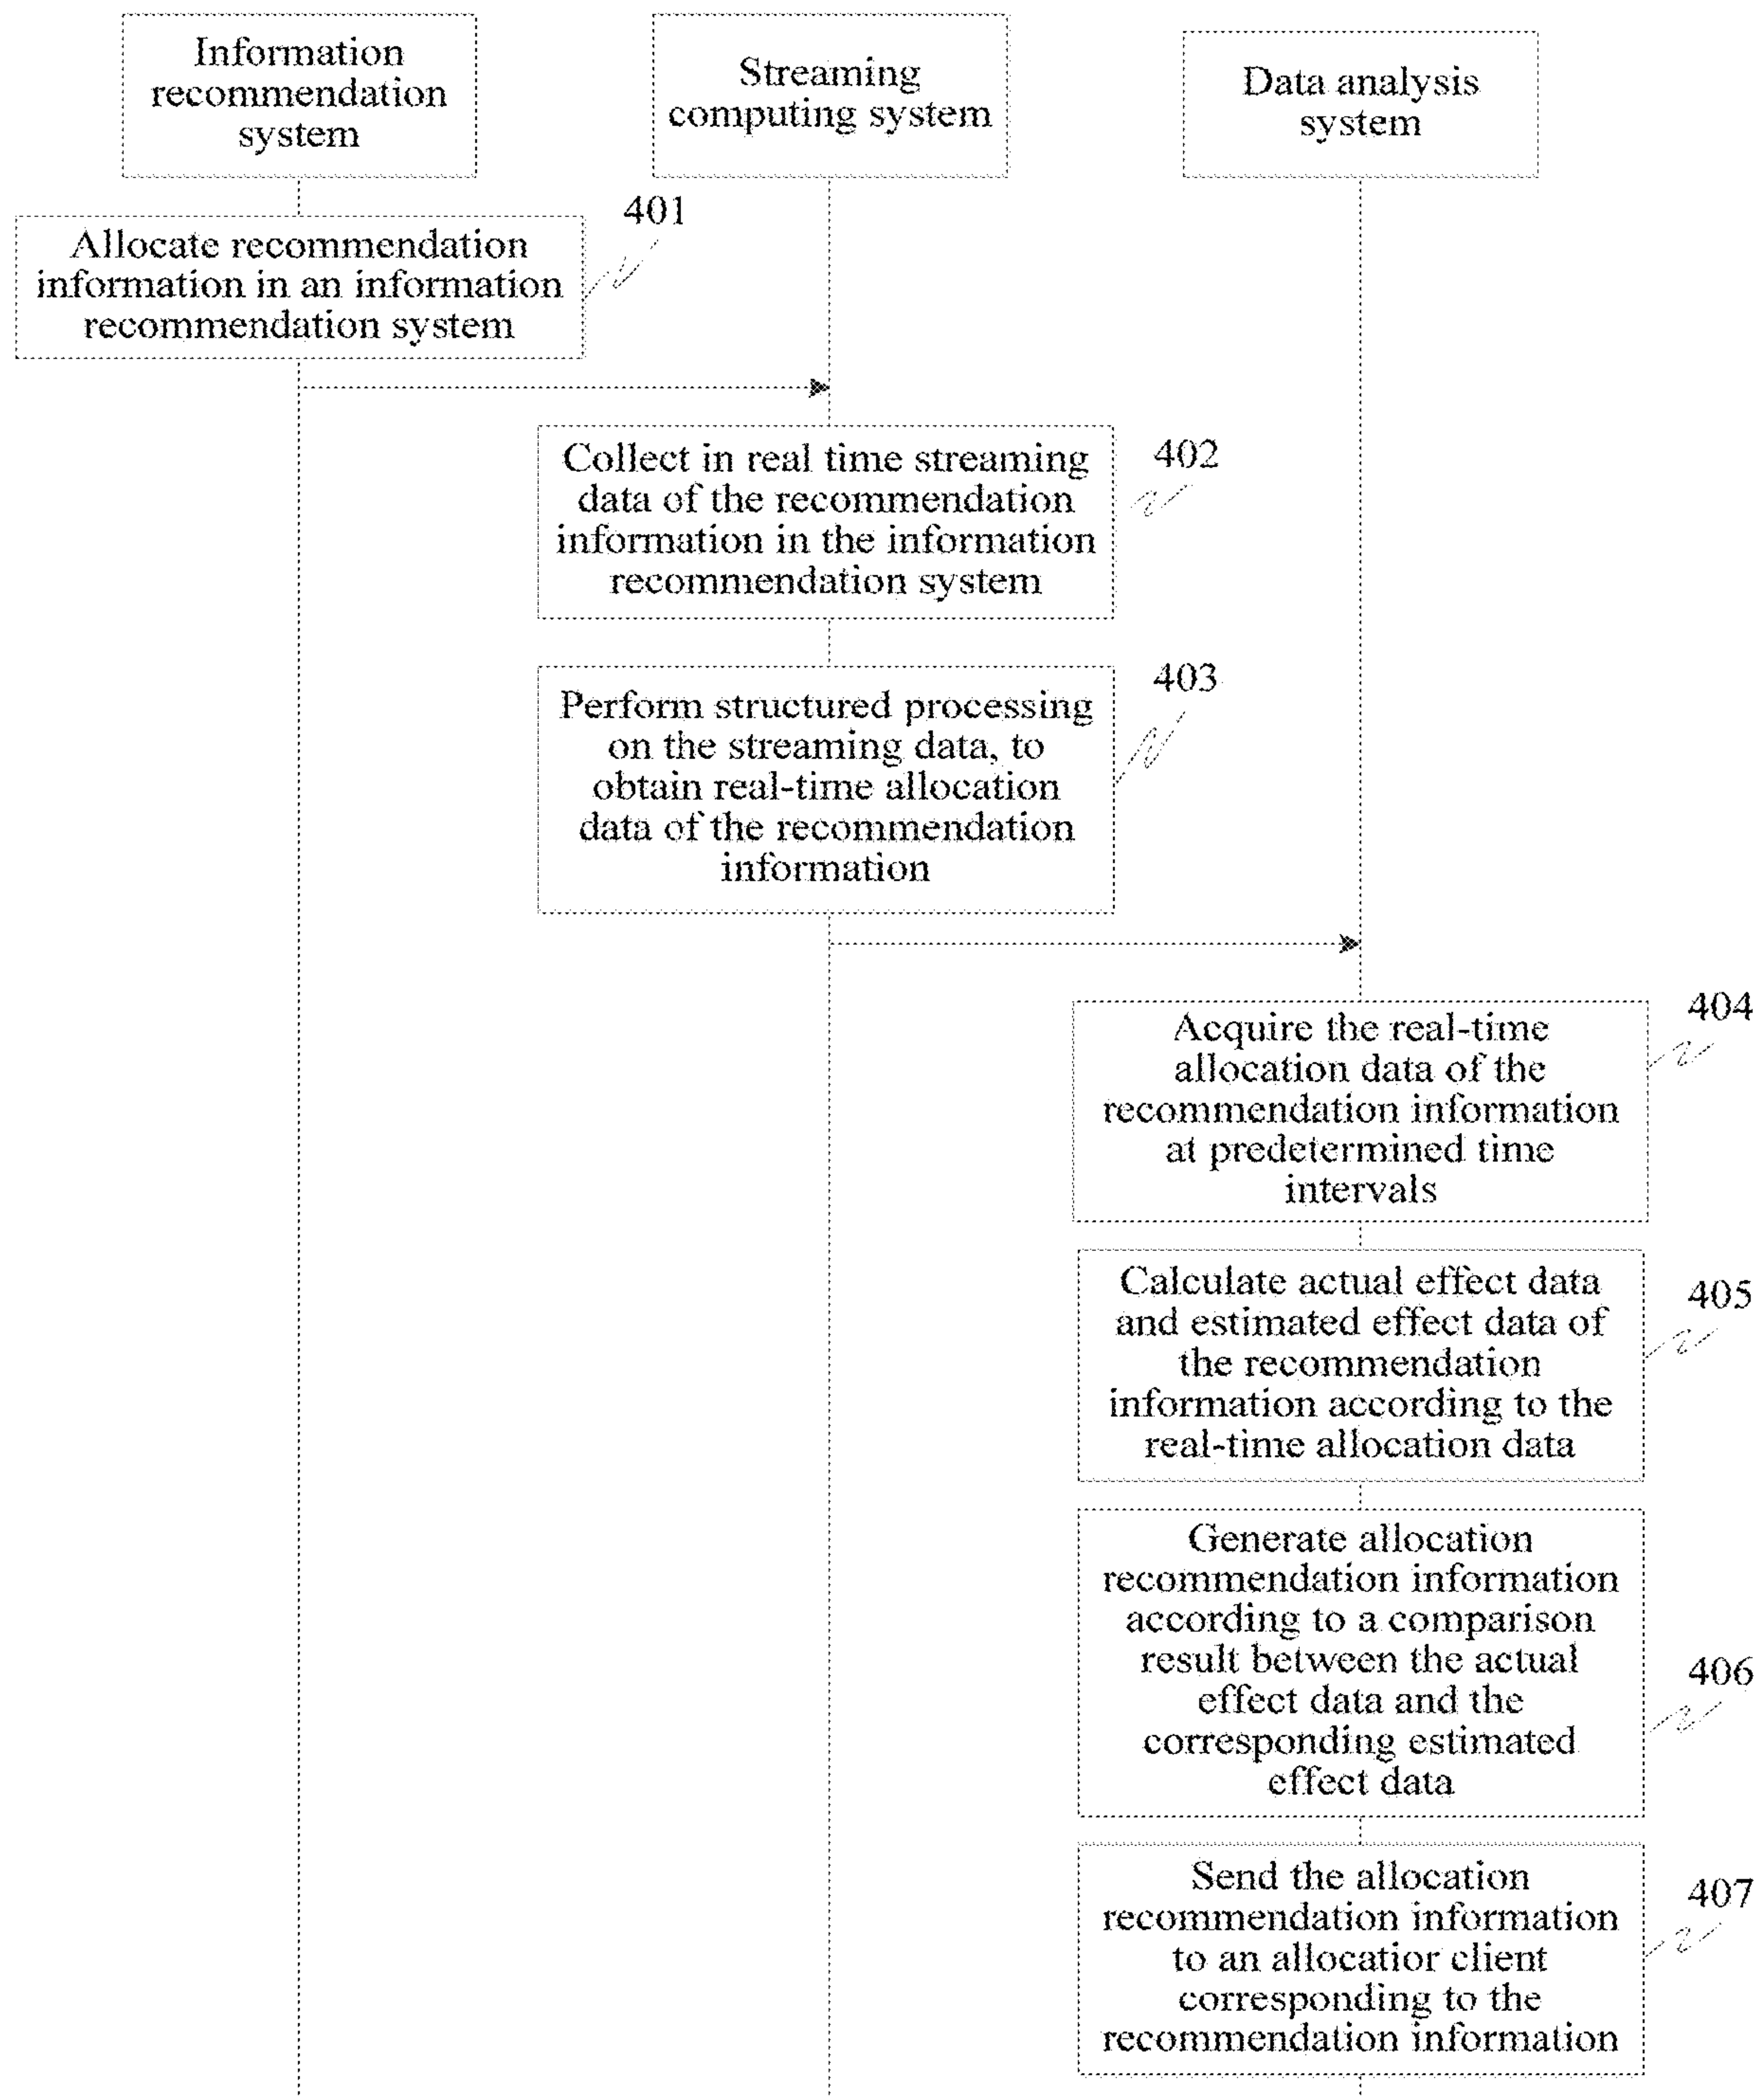 Information
recommendation
system
Streaming
computing system
Data analysis
system
401
Allocate recommendation
information in an information
recommendation system
402
Collect in real time streaming
data of the recommendation
information in the information
recommendation system
403
Perform structured processing
on the streaming data, to
obtain real-time allocation
data of the recommendation
information
404
Acquire the real-time
allocation data of the
recommendation information
at predetermined time
intervals
405
Calculate actual effect data
and estimated effect data of
the recommendation
information according to the
real-time allocation data
406
Generate allocation
recommendation information
according to a comparison
result between the actual
effect data and the
corresponding estimated
effect data
407
Send the allocation
recommendation information
to an allocatior client
corresponding to the
recommendation information